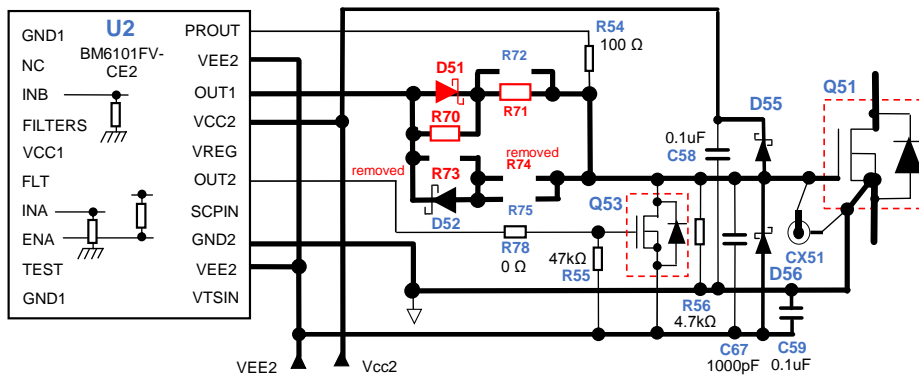 U2
BM6101FV-
CE2
GND1
NC
INB
FILTERS
VCC1
FLT
INA
ENA
TEST
GND1
PROUT
VEE2
OUT1
VCC2
VREG
OUT2
SCPIN
GND2
VEE2
VTSIN
R54
100 Ω
R72
D51
R71
R70
removed
R73
removed
R74
D52
R75
R78
0 Ω
47kΩ
R55
Q53
R56
4.7kΩ
0.1uF
C58
D55
Q51
CX51
D56
C67
1000pF
C59
0.1uF
VEE2
Vcc2